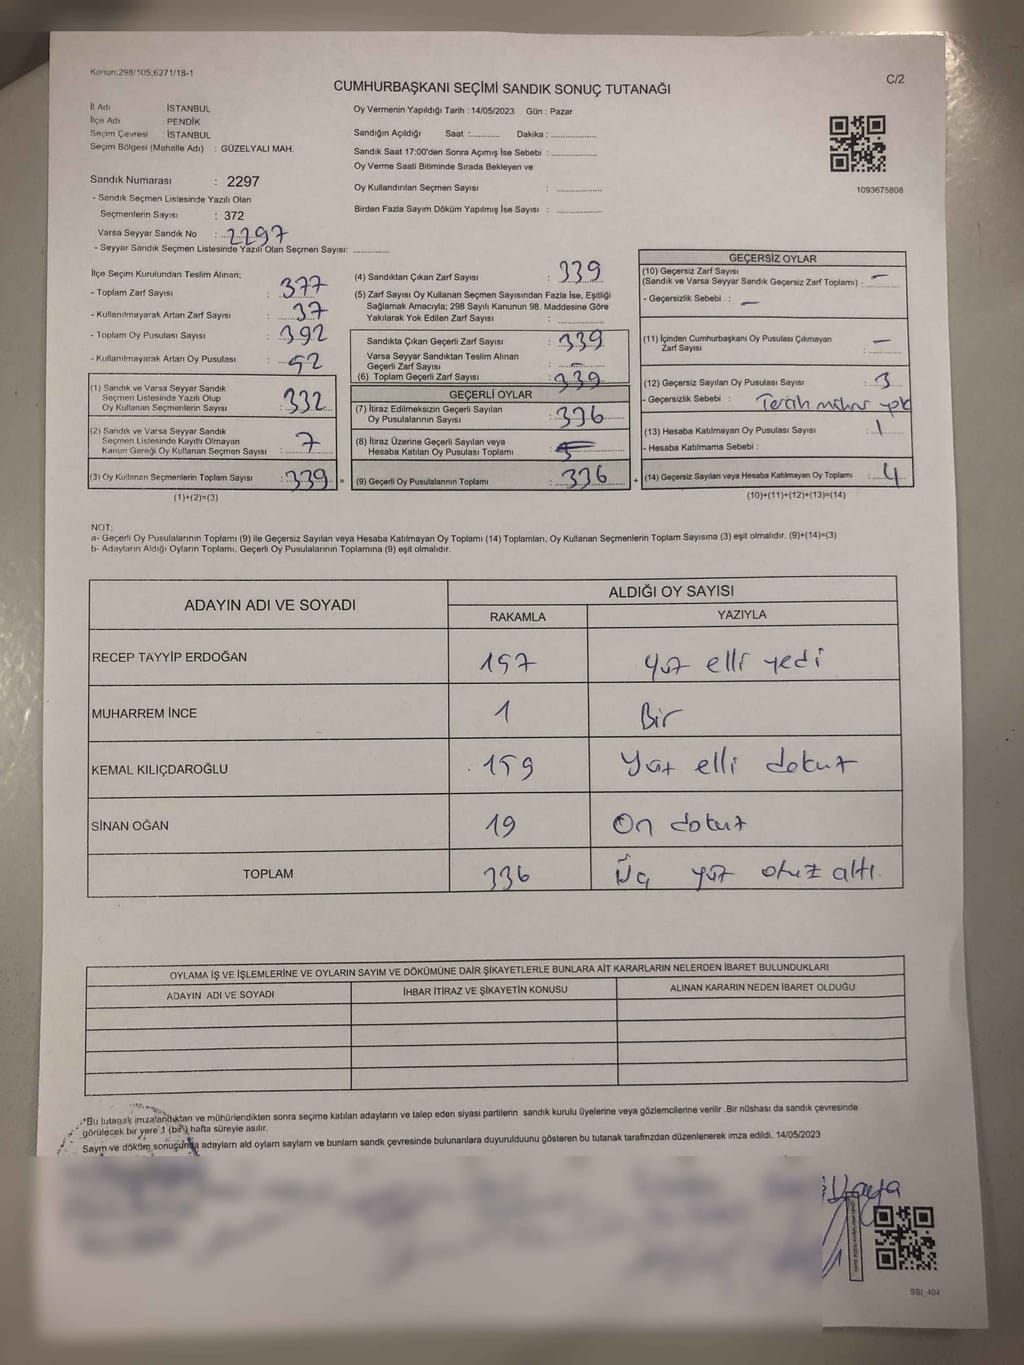 Kanun:298/105;6271/18-1
C/2
CUMHURBAŞKANI SEÇİMİ SANDIK SONUÇ TUTANAĞI
İl Adı : İSTANBUL
İlçe Adı : PENDİK
Seçim Çevresi : İSTANBUL
Seçim Bölgesi (Mahalle Adı) : GÜZELYALI MAH.
Sandık Numarası : 2297
- Sandık Seçmen Listesinde Yazılı Olan
Seçmenlerin Sayısı : 372
Varsa Seyyar Sandık No : 2297
- Seyyar Sandık Seçmen Listesinde Yazılı Olan Seçmen Sayısı: ............
Oy Vermenin Yapıldığı Tarih : 14/05/2023 Gün : Pazar
Sandığın Açıldığı Saat :.......... Dakika : ..............
Sandık Saat 17:00'den Sonra Açımış İse Sebebi : ..............
Oy Verme Saati Bitiminde Sırada Bekleyen ve
Oy Kullandırılan Seçmen Sayısı : ..............
Birden Fazla Sayım Döküm Yapılmış İse Sayısı : ..............
1093675808
İlçe Seçim Kurulundan Teslim Alınan;
- Toplam Zarf Sayısı : 377
- Kullanılmayarak Artan Zarf Sayısı : 37
- Toplam Oy Pusulası Sayısı : 392
- Kullanılmayarak Artan Oy Pusulası : 52
(1) Sandık ve Varsa Seyyar Sandık
Seçmen Listesinde Yazılı Olup
Oy Kullanan Seçmenlerin Sayısı : 332
(2) Sandık ve Varsa Seyyar Sandık
Seçmen Listesinde Kayıtlı Olmayan
Kanun Gereği Oy Kullanan Seçmen Sayısı : 7
(3) Oy Kullanan Seçmenlerin Toplam Sayısı : 339 =
(1)+(2)=(3)
(4) Sandıktan Çıkan Zarf Sayısı : 339
(5) Zarf Sayısı Oy Kullanan Seçmen Sayısından Fazla İse, Eşitliği
Sağlamak Amacıyla; 298 Sayılı Kanunun 98. Maddesine Göre
Yakılarak Yok Edilen Zarf Sayısı : ..............
Sandıkta Çıkan Geçerli Zarf Sayısı : 339
Varsa Seyyar Sandıktan Teslim Alınan
Geçerli Zarf Sayısı : -
(6) Toplam Geçerli Zarf Sayısı : 339
GEÇERLİ OYLAR
(7) İtiraz Edilmeksizin Geçerli Sayılan
Oy Pusulasının Sayısı : 336
(8) İtiraz Üzerine Geçerli Sayılan veya
Hesaba Katılan Oy Pusulası Toplamı :
(9) Geçerli Oy Pusulalarının Toplamı : 336 +
GEÇERSİZ OYLAR
(10) Geçersiz Zarf Sayısı
(Sandık ve Varsa Seyyar Sandık Geçersiz Zarf Toplamı) : -
- Geçersizlik Sebebi : -
(11) İçinden Cumhurbaşkanı Oy Pusulası Çıkmayan
Zarf Sayısı : -
(12) Geçersiz Sayılan Oy Pusulası Sayısı : 3
- Geçersizlik Sebebi : Tercih mührü yok
(13) Hesaba Katılmayan Oy Pusulası Sayısı : 1
- Hesaba Katılmama Sebebi :
(14) Geçersiz Sayılan veya Hesaba Katılmayan Oy Toplamı : 4
(10)+(11)+(12)+(13)=(14)
NOT:
a- Geçerli Oy Pusulalarının Toplamı (9) ile Geçersiz Sayılan veya Hesaba Katılmayan Oy Toplamı (14) Toplamları, Oy Kullanan Seçmenlerin Toplam Sayısına (3) eşit olmalıdır. (9)+(14)=(3)
b- Adayların Aldığı Oyların Toplamı, Geçerli Oy Pusulalarının Toplamına (9) eşit olmalıdır.
ADAYIN ADI VE SOYADI
ALDIĞI OY SAYISI
RAKAMLA YAZIYLA
RECEP TAYYİP ERDOĞAN 157 yüz elli yedi
MUHARREM İNCE 1 Bir
KEMAL KILIÇDAROĞLU 159 Yüz elli dokuz
SİNAN OĞAN 19 On dokuz
TOPLAM 336 Üç yüz otuz altı.
OYLAMA İŞ VE İŞLEMLERİNE VE OYLARIN SAYIM VE DÖKÜMÜNE DAİR ŞİKAYETLERLE BUNLARA AİT KARARLARIN NELERDEN İBARET BULUNDUKLARI
ADAYIN ADI VE SOYADI İHBAR İTİRAZ VE ŞİKAYETİN KONUSU ALINAN KARARIN NEDEN İBARET OLDUĞU
*Bu tutanak imzalandıktan ve mühürlendikten sonra seçime katılan adayların ve talep eden siyasi partilerin sandık kurulu üyelerine veya gözlemcilerine verilir .Bir nüshası da sandık çevresinde
görülecek bir yere 1 (bir) hafta süreyle asılır.
Sayım ve döküm sonuçunda adayların ald oyların sayların ve bunların sandk çevresinde bulunanlara duyurulduunu gösteren bu tutanak tarafmzdan düzenlenerek imza edildi. 14/05/2023
SSI_404